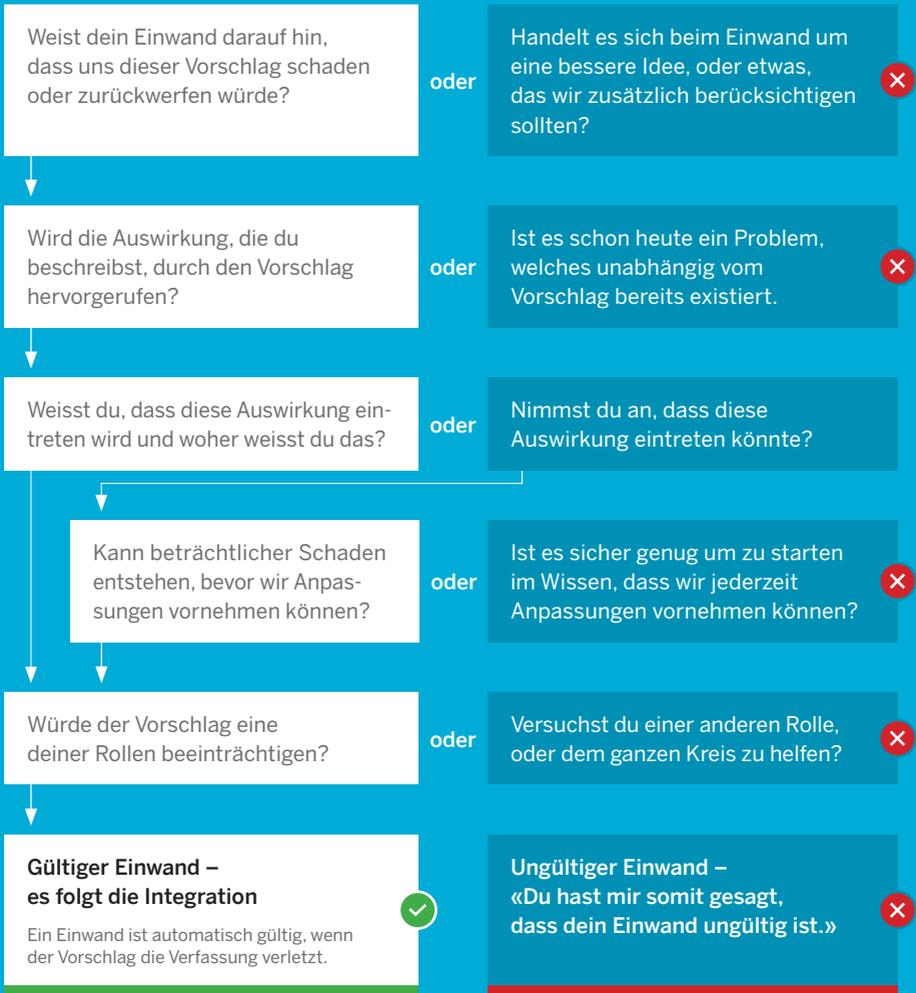 Weist dein Einwand darauf hin,
dass uns dieser Vorschlag schaden
oder zurückwerfen würde?
oder
Handelt es sich beim Einwand um
eine bessere Idee, oder etwas,
das wir zusätzlich berücksichtigen
sollten?
Wird die Auswirkung, die du
beschreibst, durch den Vorschlag
hervorgerufen?
oder
Ist es schon heute ein Problem,
welches unabhängig vom
Vorschlag bereits existiert.
Weisst du, dass diese Auswirkung ein-
treten wird und woher weisst du das?
oder
Nimmst du an, dass diese
Auswirkung eintreten könnte?
Kann beträchtlicher Schaden
entstehen, bevor wir Anpas-
sungen vornehmen können?
oder
Ist es sicher genug um zu starten
im Wissen, dass wir jederzeit
Anpassungen vornehmen können?
Würde der Vorschlag eine
deiner Rollen beeinträchtigen?
oder
Versuchst du einer anderen Rolle,
oder dem ganzen Kreis zu helfen?
Gültiger Einwand –
es folgt die Integration
Ein Einwand ist automatisch gültig, wenn
der Vorschlag die Verfassung verletzt.
Ungültiger Einwand –
«Du hast mir somit gesagt,
dass dein Einwand ungültig ist.»